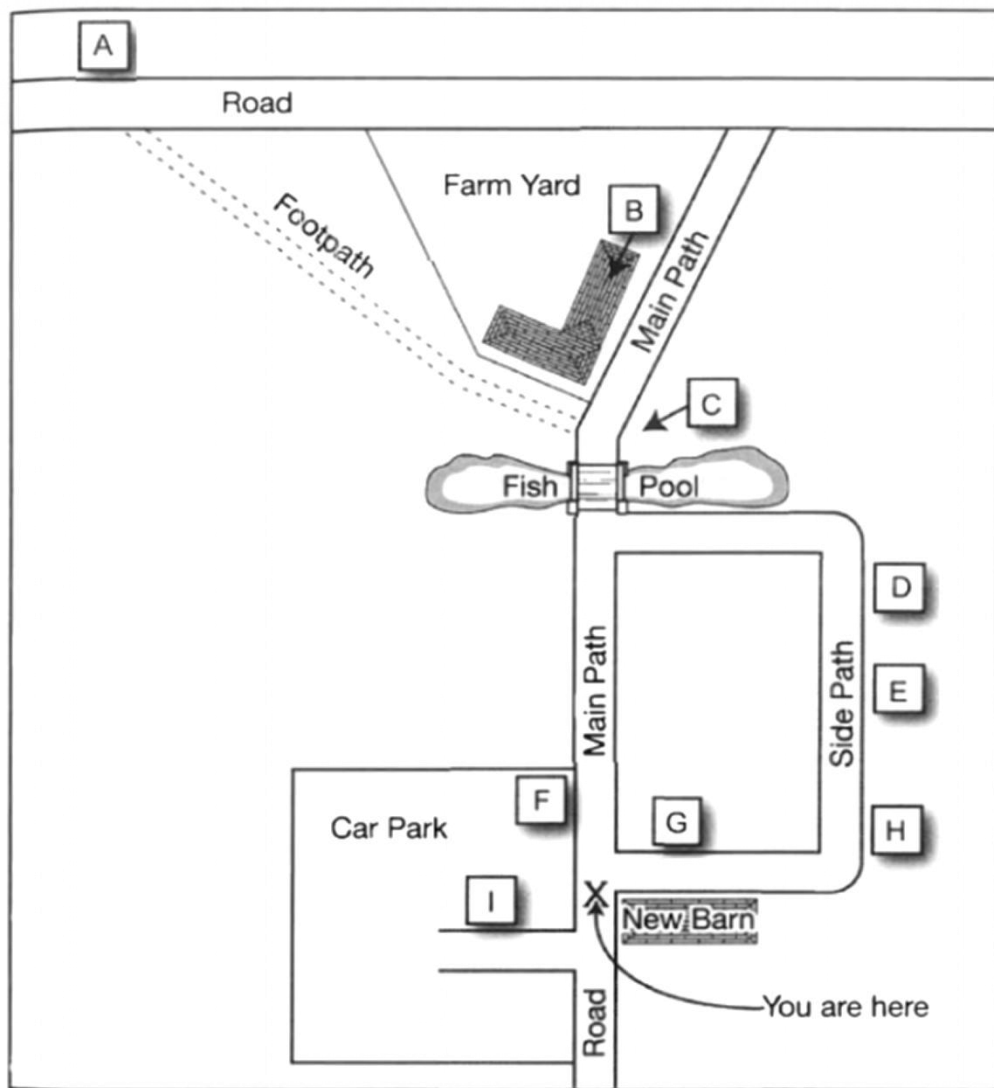 A
Road
Farm Yard
B
Footpath
Main Path
C
Fish
Pool
D
Main Path
Side Path
E
F
Car Park
G
H
I
X
New Barn
You are here
Road